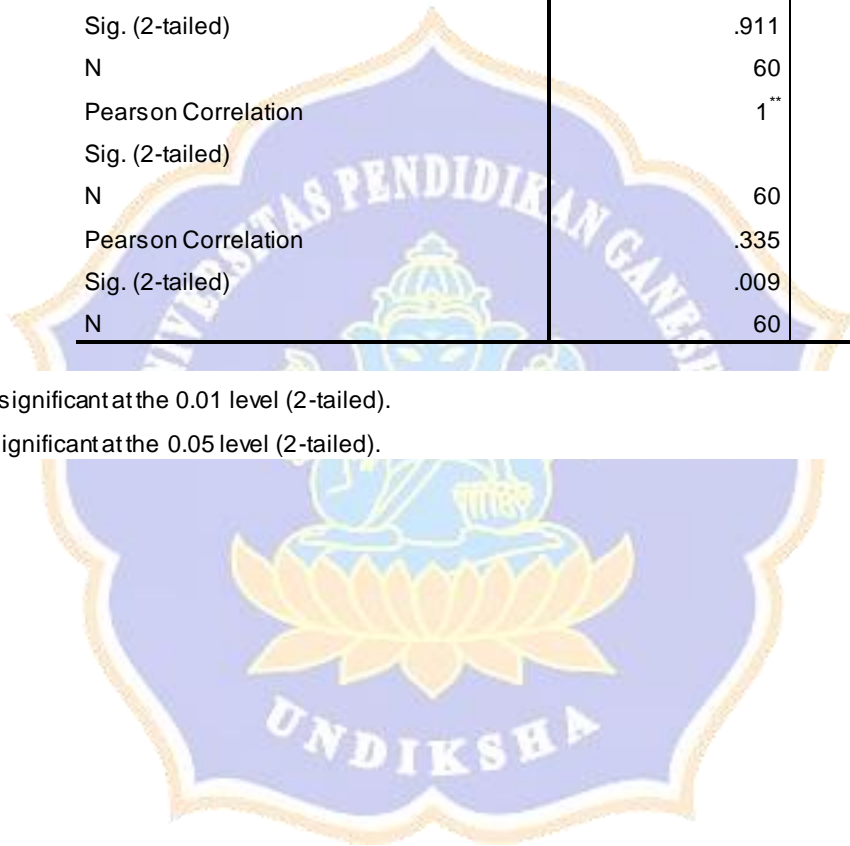 Sig. (2-tailed) .911
N 60
Pearson Correlation 1**
Sig. (2-tailed)
N 60
Pearson Correlation .335
Sig. (2-tailed) .009
N 60
significant at the 0.01 level (2-tailed).
ignificant at the 0.05 level (2-tailed).
UNIVERSITAS PENDIDIKAN GANESH
UNDIKSHA